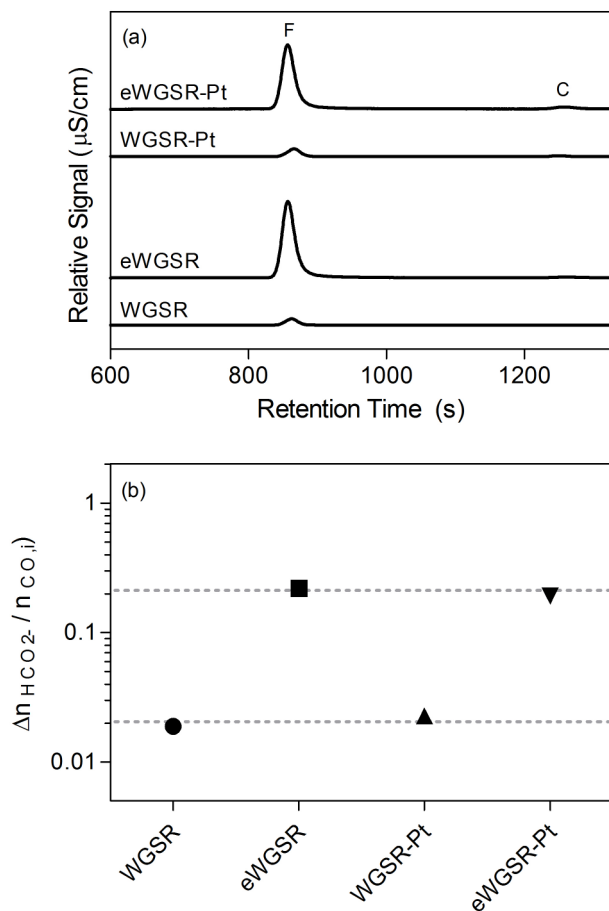 (a)
F
C
eWGSR-Pt
WGSR-Pt
eWGSR
WGSR
Relative Signal (μS/cm)
600 800 1000 1200
Retention Time (s)
(b)
1
0.1
0.01
Δn HCO2- / n CO,i
WGSR
eWGSR
WGSR-Pt
eWGSR-Pt